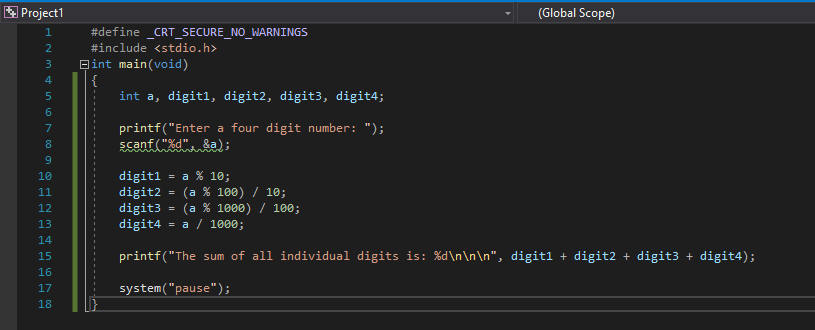 Project1 (Global Scope)
1 #define _CRT_SECURE_NO_WARNINGS
2 #include <stdio.h>
3 int main(void)
4 {
5 int a, digit1, digit2, digit3, digit4;
6
7 printf("Enter a four digit number: ");
8 scanf("%d", &a);
9
10 digit1 = a % 10;
11 digit2 = (a % 100) / 10;
12 digit3 = (a % 1000) / 100;
13 digit4 = a / 1000;
14
15 printf("The sum of all individual digits is: %d\n\n\n", digit1 + digit2 + digit3 + digit4);
16
17 system("pause");
18 }